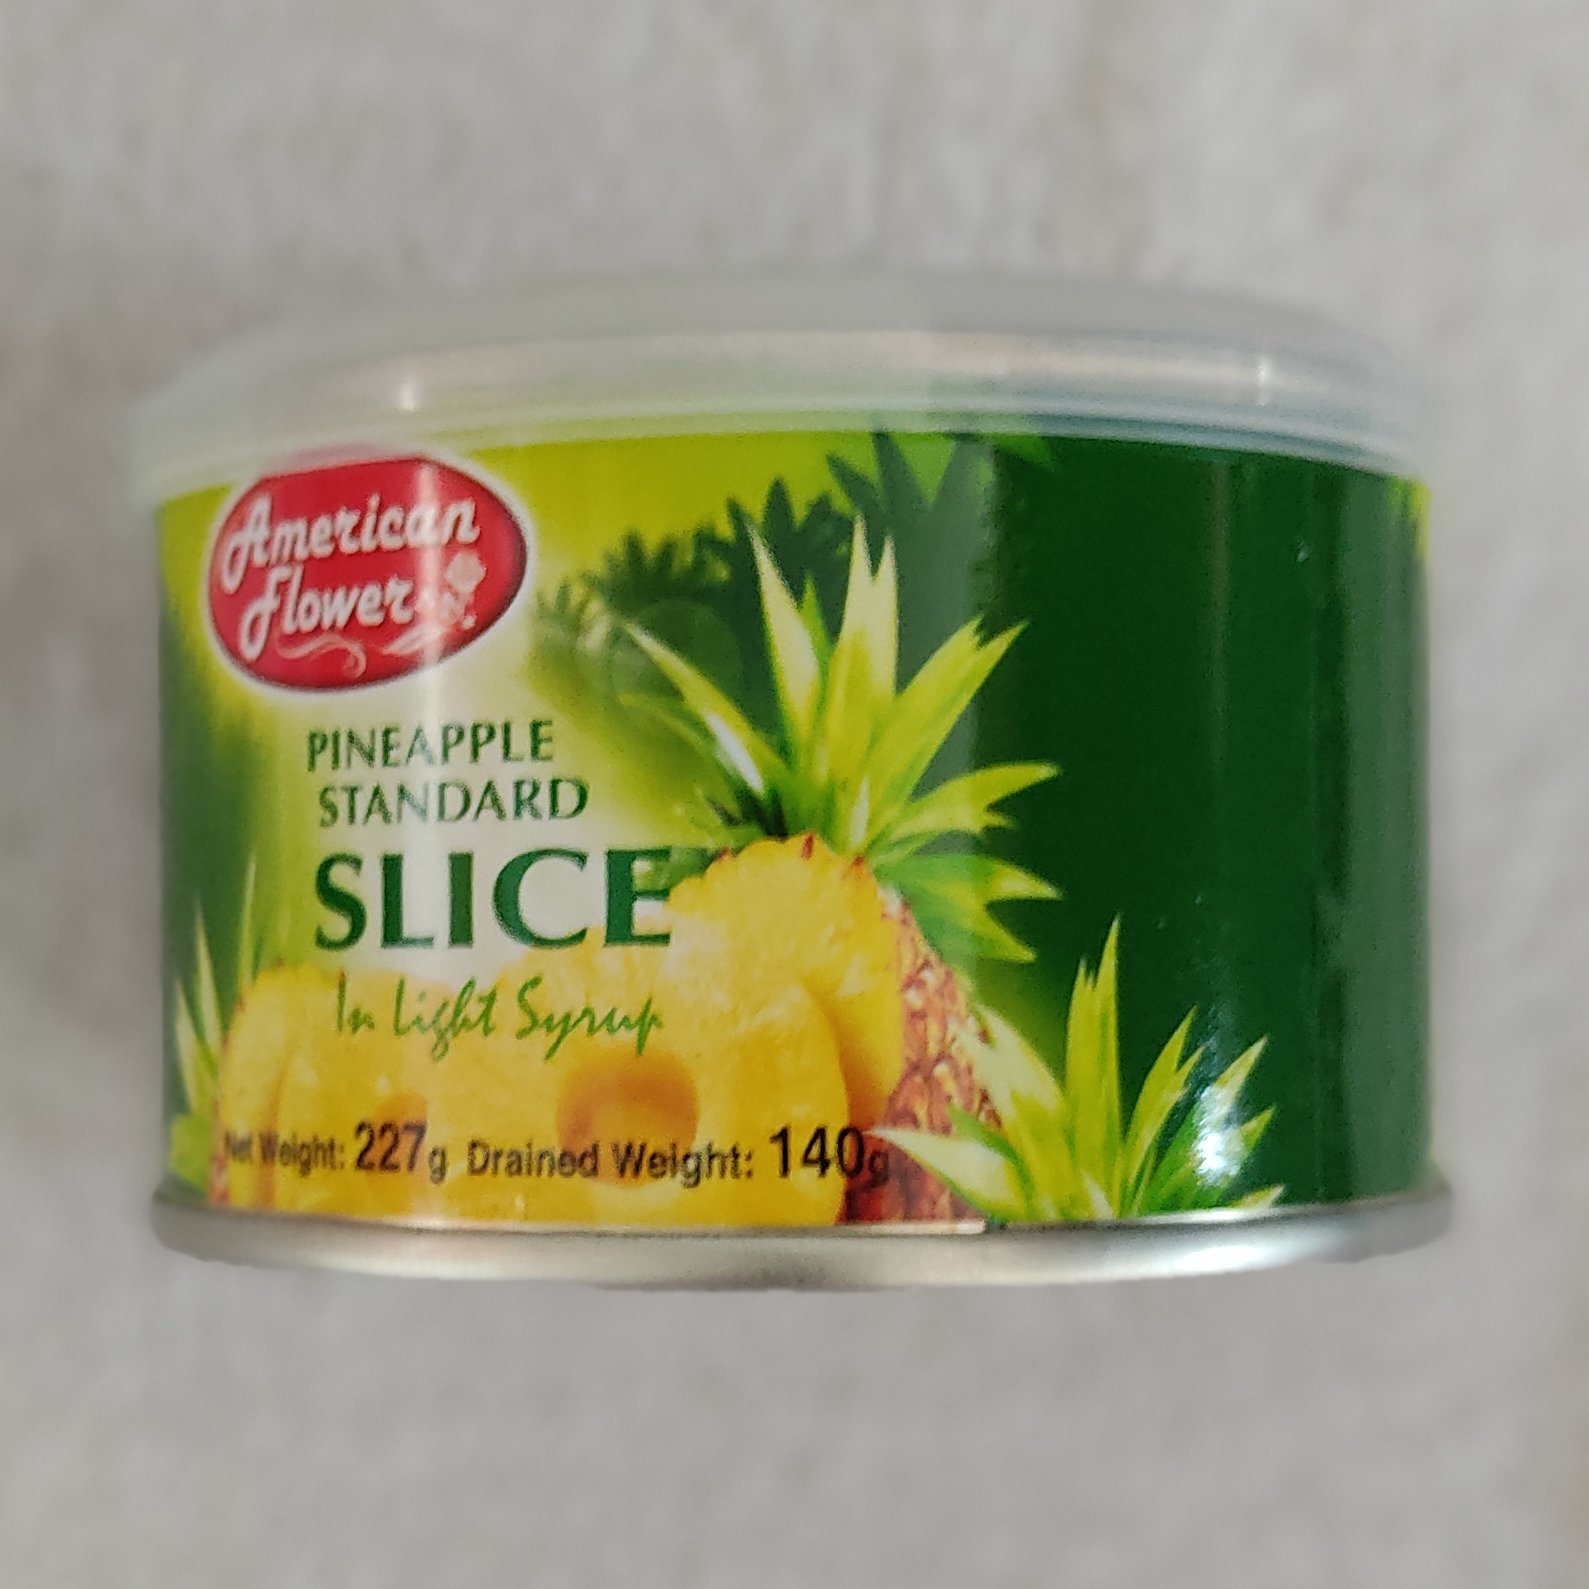 American
Flower
PINEAPPLE
STANDARD
SLICE
In Light Syrup
Net Weight: 227g Drained Weight: 140g